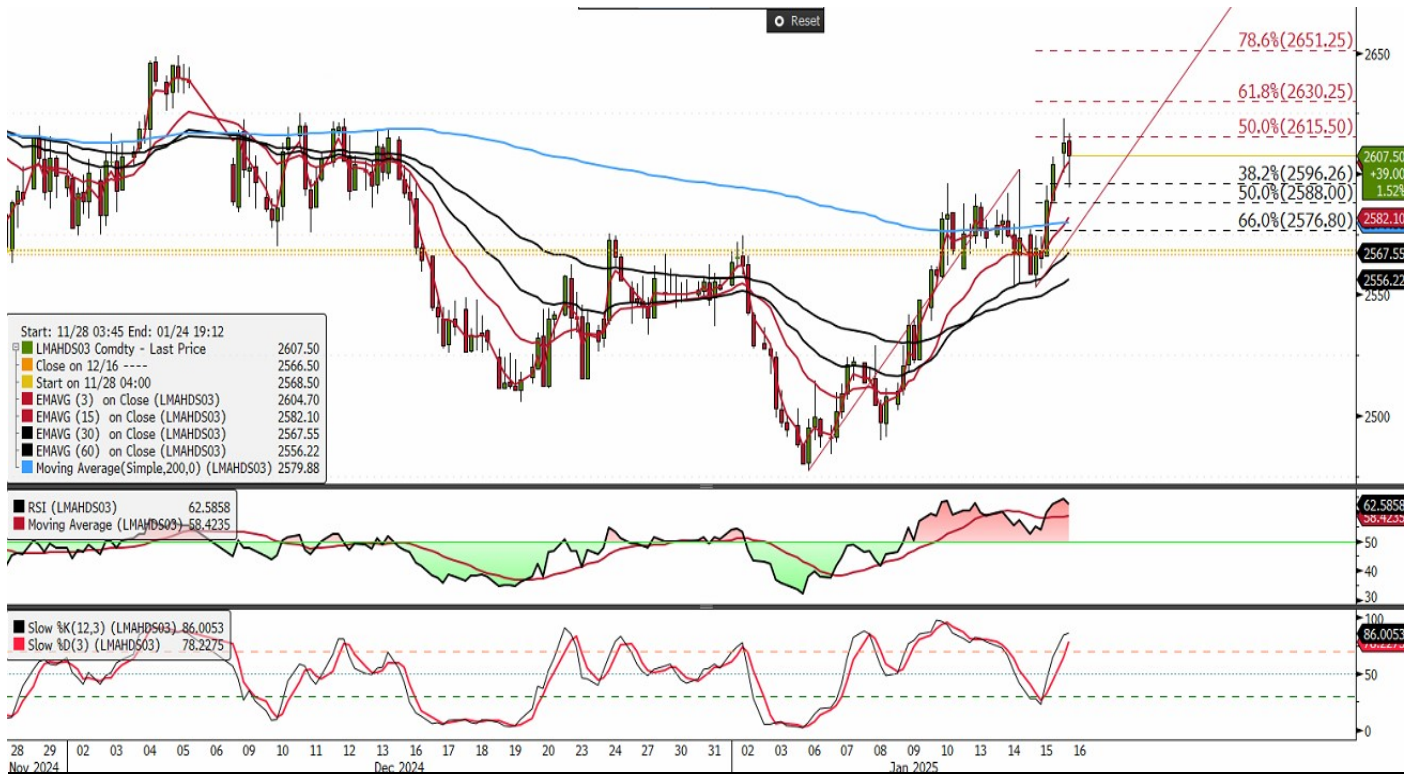 Reset
78.6%(2651.25)
2650
61.8%(2630.25)
50.0%(2615.50)
2607.50
+39.00
1.52%
38.2%(2596.26)
50.0%(2588.00)
66.0%(2576.80)
2582.10
2567.55
2556.22
2550
2500
Start: 11/28 03:45 End: 01/24 19:12
LMAHDS03 Comdty - Last Price 2607.50
Close on 12/16 ---- 2566.50
Start on 11/28 04:00 2568.50
EMAVG (3) on Close (LMAHDS03) 2604.70
EMAVG (15) on Close (LMAHDS03) 2582.10
EMAVG (30) on Close (LMAHDS03) 2567.55
EMAVG (60) on Close (LMAHDS03) 2556.22
Moving Average(Simple,200,0) (LMAHDS03) 2579.88
RSI (LMAHDS03) 62.5858
Moving Average (LMAHDS03) 58.4235
62.5858
58.4235
50
40
30
Slow %K(12,3) (LMAHDS03) 86.0053
Slow %D(3) (LMAHDS03) 78.2275
100
86.0053
78.2275
50
0
28 29 02 03 04 05 06 09 10 11 12 13 16 17 18 19 20 23 24 27 30 31 02 03 06 07 08 09 10 13 14 15 16
Nov 2024 Dec 2024 Jan 2025